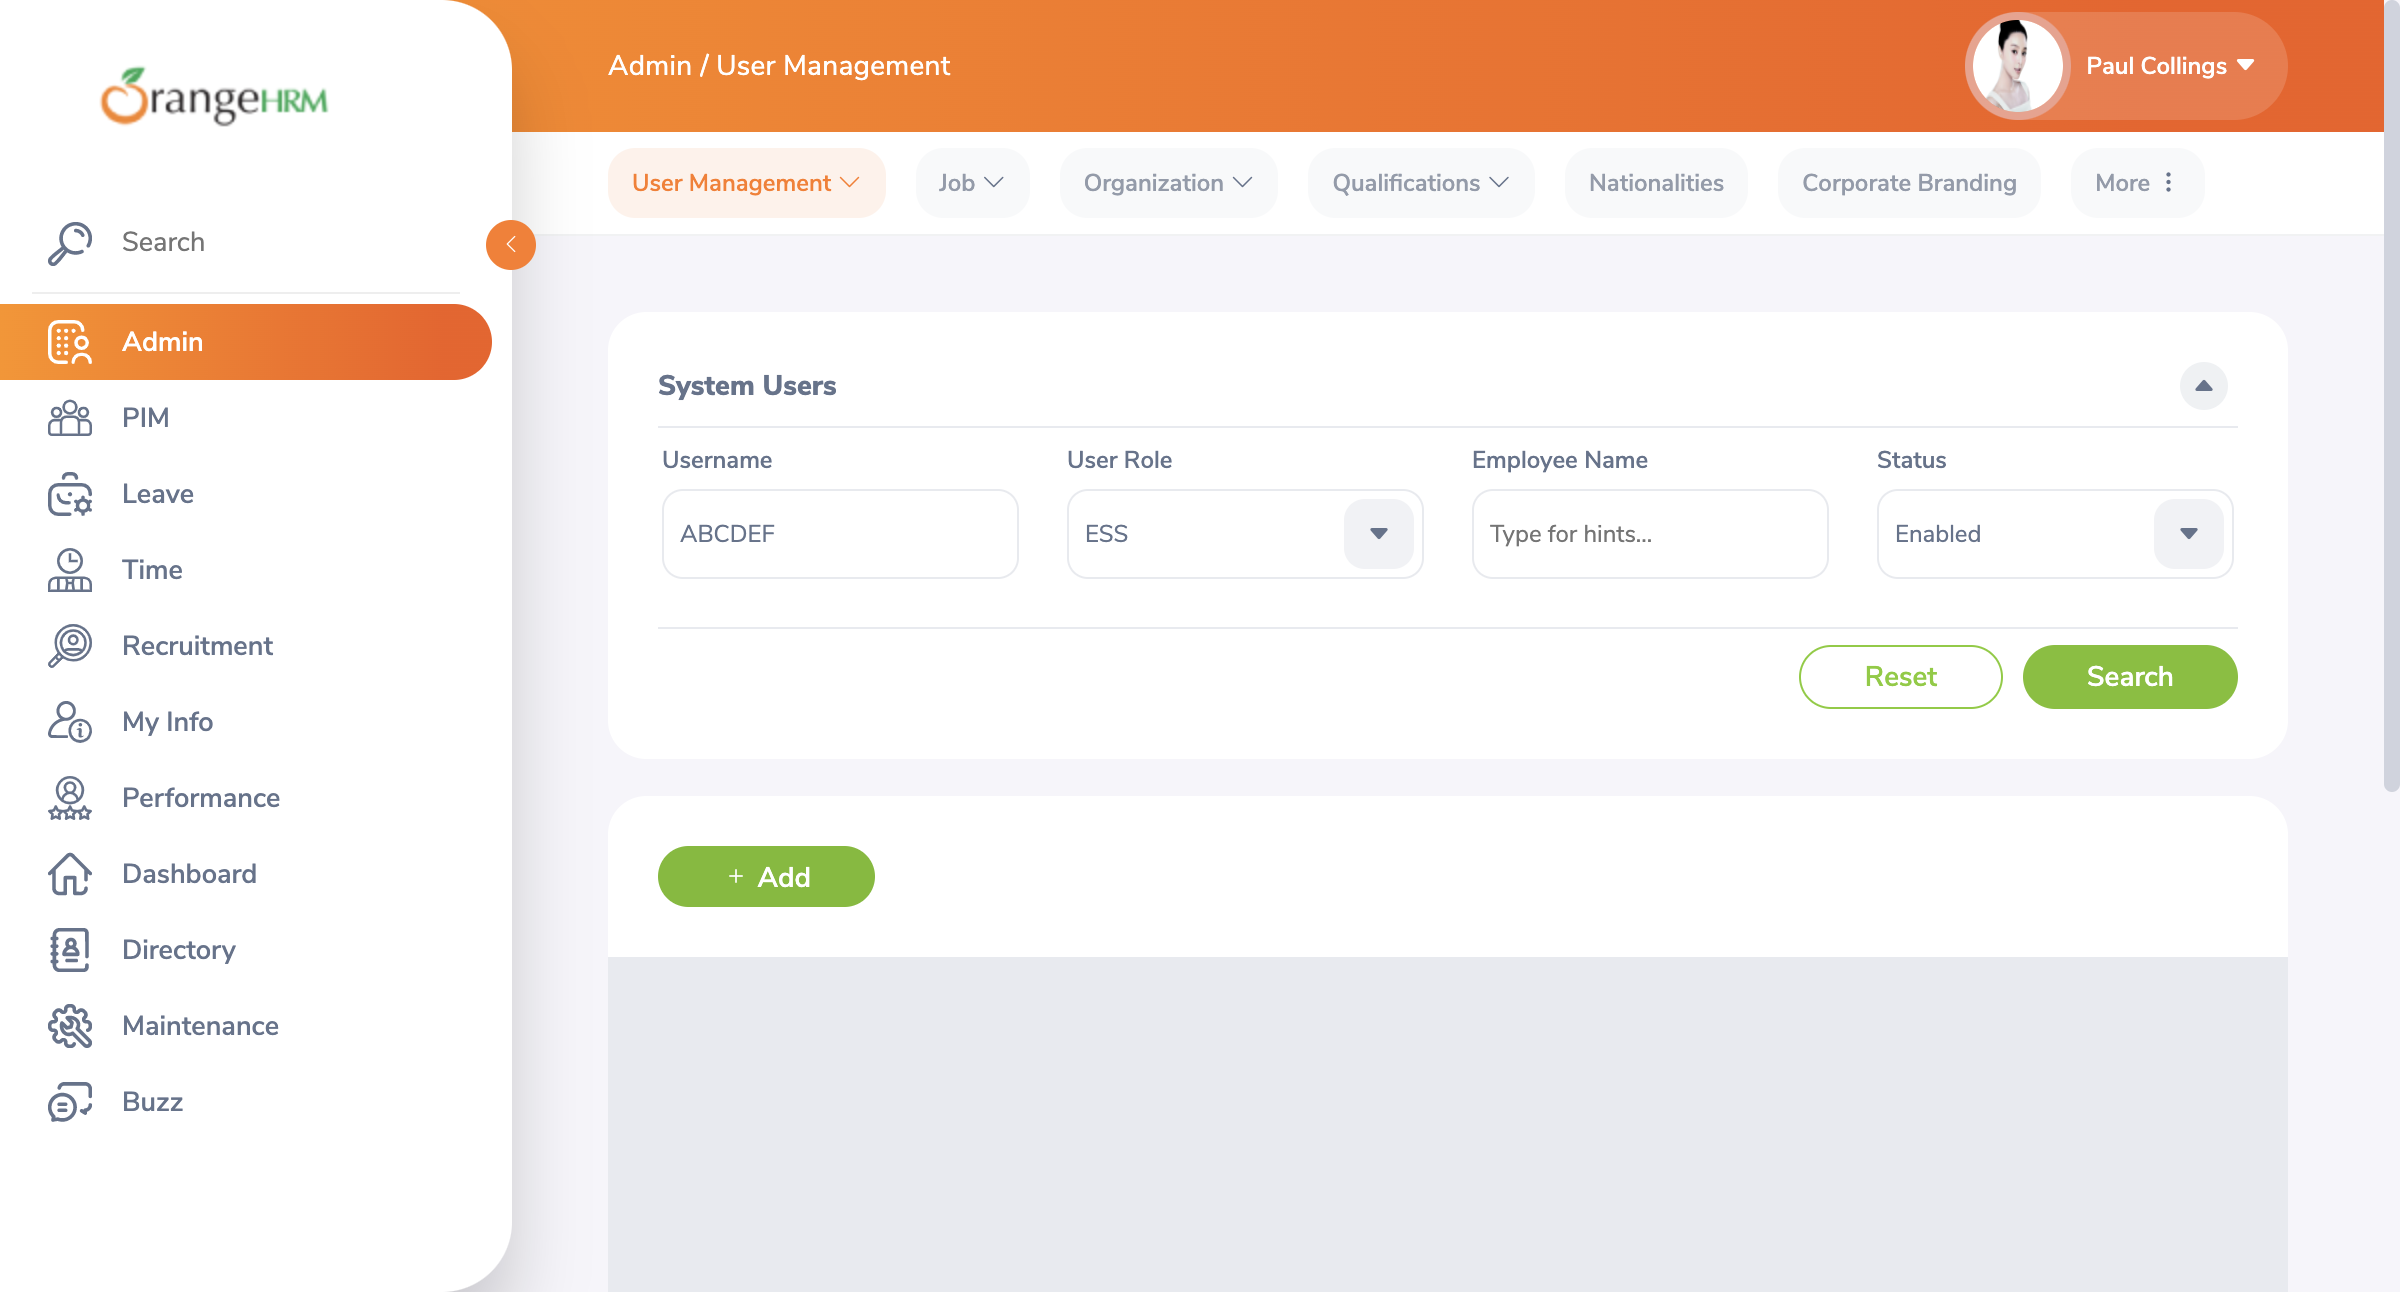 OrangeHRM
Admin / User Management
Paul Collings
User Management
Job
Organization
Qualifications
Nationalities
Corporate Branding
More
Search
Admin
PIM
Leave
Time
Recruitment
My Info
Performance
Dashboard
Directory
Maintenance
Buzz
System Users
Username
User Role
Employee Name
Status
ABCDEF
ESS
Type for hints...
Enabled
Reset
Search
+ Add